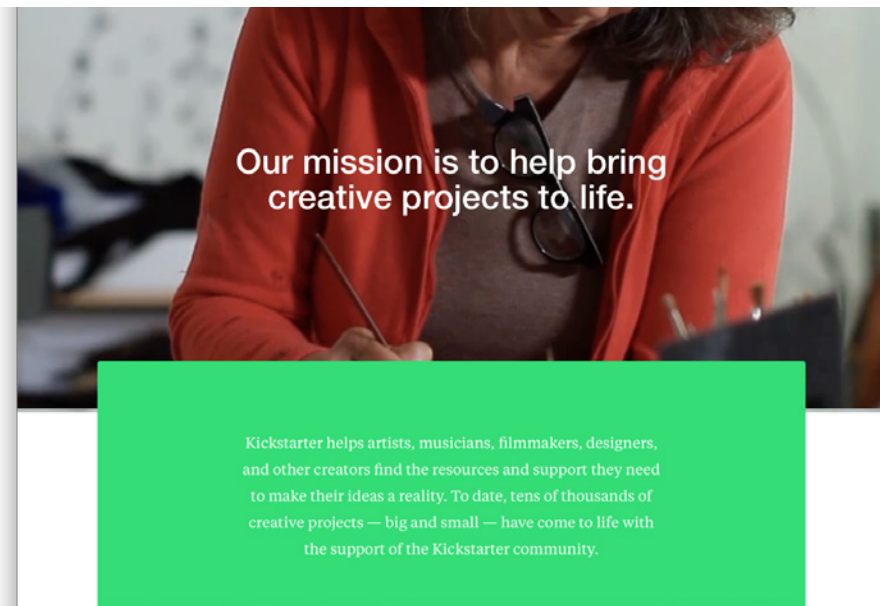 Our mission is to help bring
creative projects to life.
Kickstarter helps artists, musicians, filmmakers, designers,
and other creators find the resources and support they need
to make their ideas a reality. To date, tens of thousands of
creative projects — big and small — have come to life with
the support of the Kickstarter community.